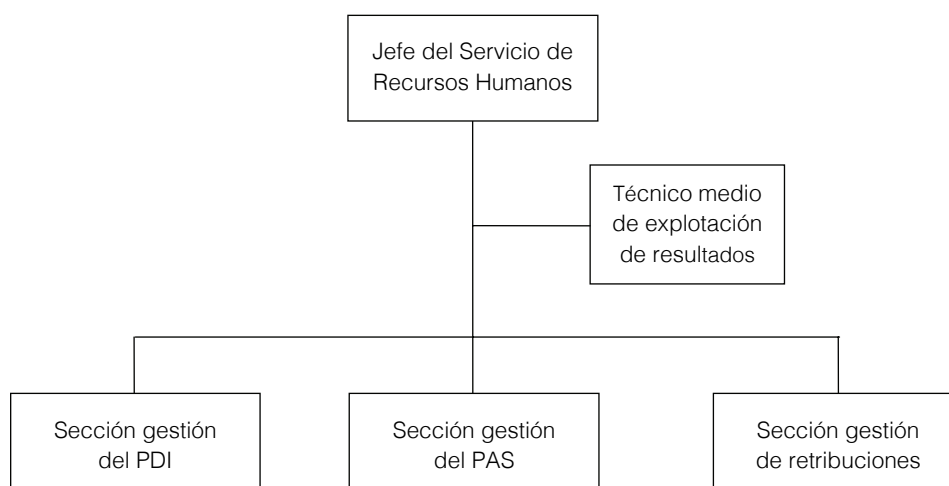 Jefe del Servicio de
Recursos Humanos
Técnico medio
de explotación
de resultados
Sección gestión
del PDI
Sección gestión
del PAS
Sección gestión
de retribuciones